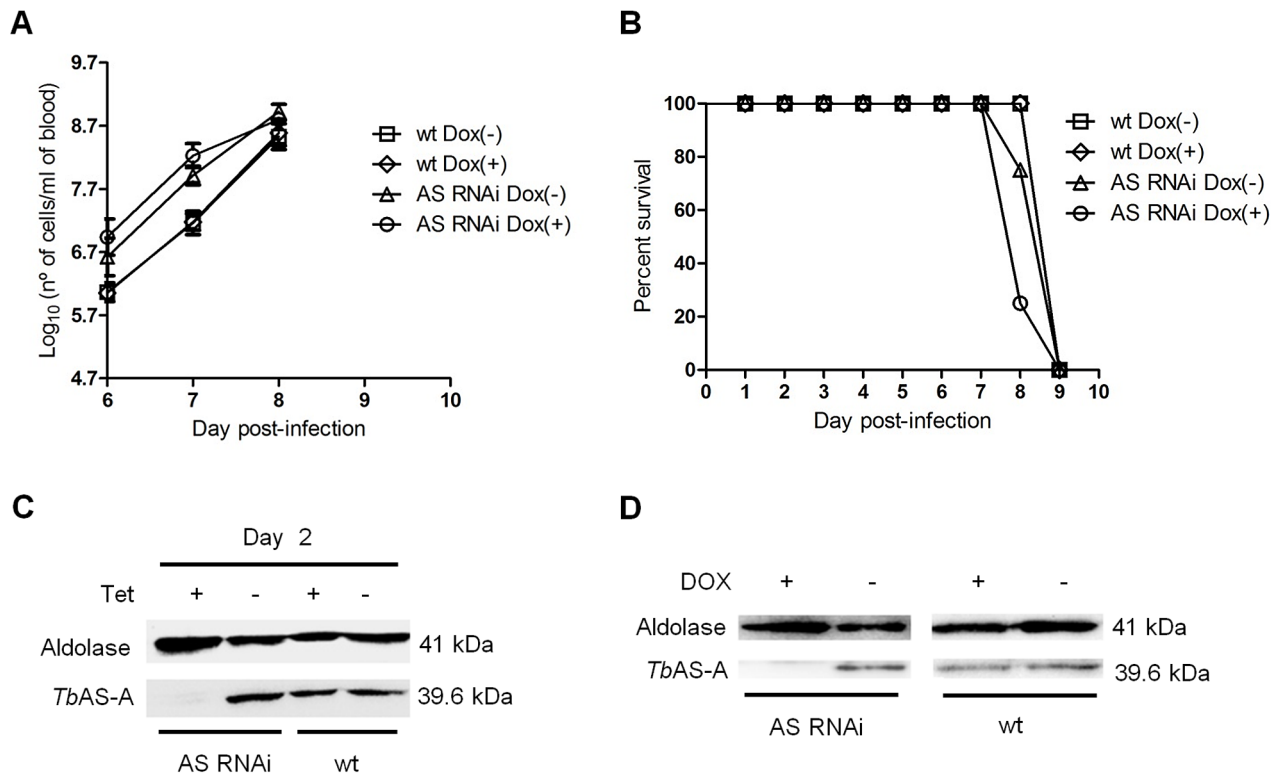 A
Log10 (nº of cells/ml of blood)
9.7
8.7
7.7
6.7
5.7
4.7
6 7 8 9 10
Day post-infection
wt Dox(-)
wt Dox(+)
AS RNAi Dox(-)
AS RNAi Dox(+)
B
Percent survival
100
80
60
40
20
0
0 1 2 3 4 5 6 7 8 9 10
Day post-infection
wt Dox(-)
wt Dox(+)
AS RNAi Dox(-)
AS RNAi Dox(+)
C
Day 2
Tet + - + -
Aldolase 41 kDa
TbAS-A 39.6 kDa
AS RNAi wt
D
DOX + - + -
Aldolase 41 kDa
TbAS-A 39.6 kDa
AS RNAi wt